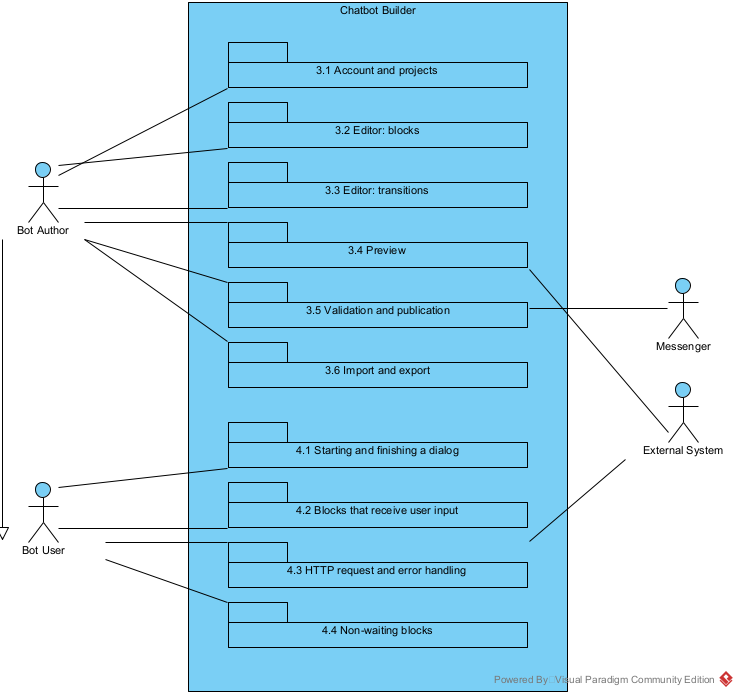 Chatbot Builder
3.1 Account and projects
3.2 Editor: blocks
3.3 Editor: transitions
Bot Author
3.4 Preview
3.5 Validation and publication
Messenger
3.6 Import and export
4.1 Starting and finishing a dialog
External System
4.2 Blocks that receive user input
Bot User
4.3 HTTP request and error handling
4.4 Non-waiting blocks
Powered By: Visual Paradigm Community Edition